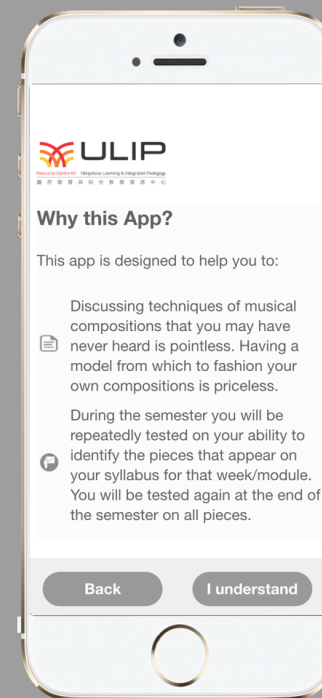 ULIP
Resource Centre for Ubiquitous Learning & Integrated Pedagogy
Why this App?
This app is designed to help you to:
Discussing techniques of musical
compositions that you may have
never heard is pointless. Having a
model from which to fashion your
own compositions is priceless.
During the semester you will be
repeatedly tested on your ability to
identify the pieces that appear on
your syllabus for that week/module.
You will be tested again at the end of
the semester on all pieces.
Back
I understand